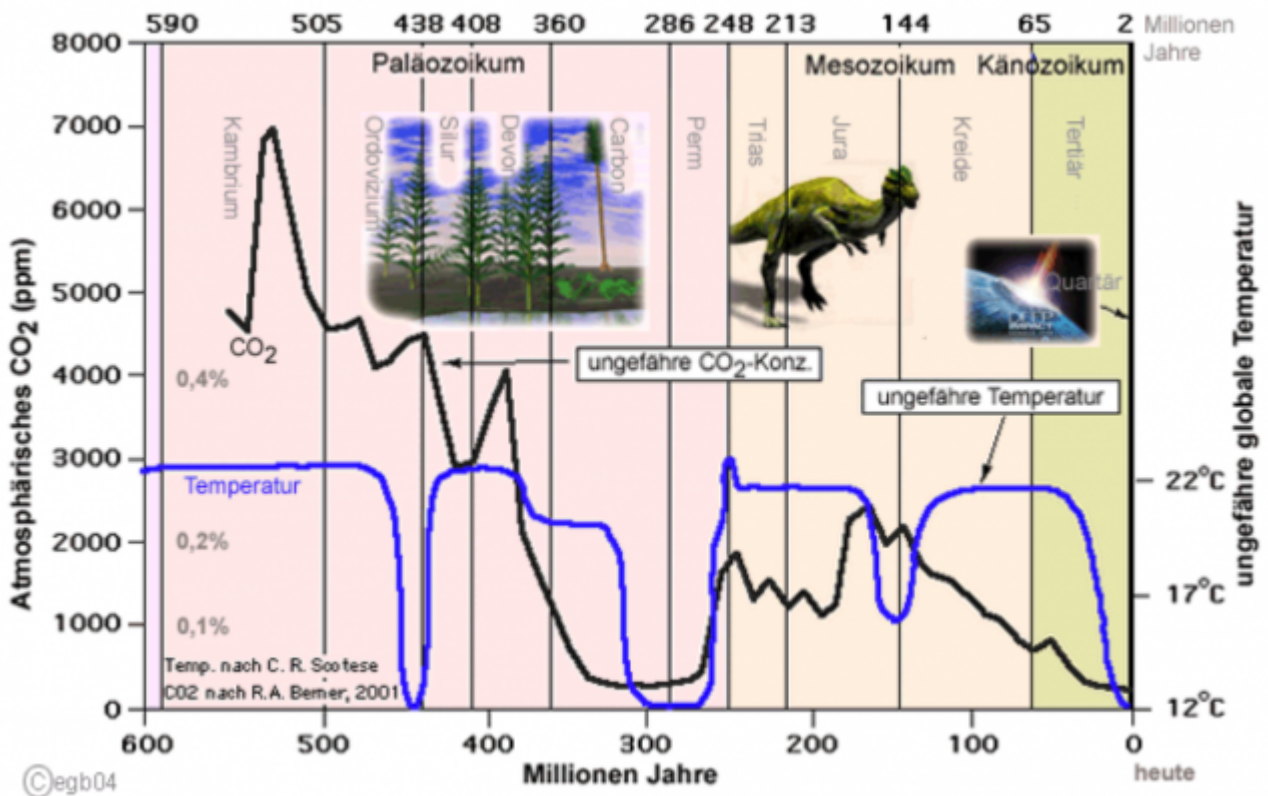 590 505 438 408 360 286 248 213 144 65 2 Millionen
Jahre
8000
7000
6000
5000
4000
3000
2000
1000
0
Atmosphärisches CO2 (ppm)
Paläozoikum
Mesozoikum
Känozoikum
Kambrium
Ordovizium
Silur
Devon
Carbon
Perm
Trias
Jura
Kreide
Tertiär
Quartär
IMPACT
CO2
0,4%
ungefähre CO2-Konz.
ungefähre Temperatur
Temperatur
0,2%
0,1%
Temp. nach C. R. Scotese
CO2 nach R.A. Berner, 2001
22°C
17°C
12°C
ungefähre globale Temperatur
600 500 400 300 200 100 0
Millionen Jahre
heute
©egb04